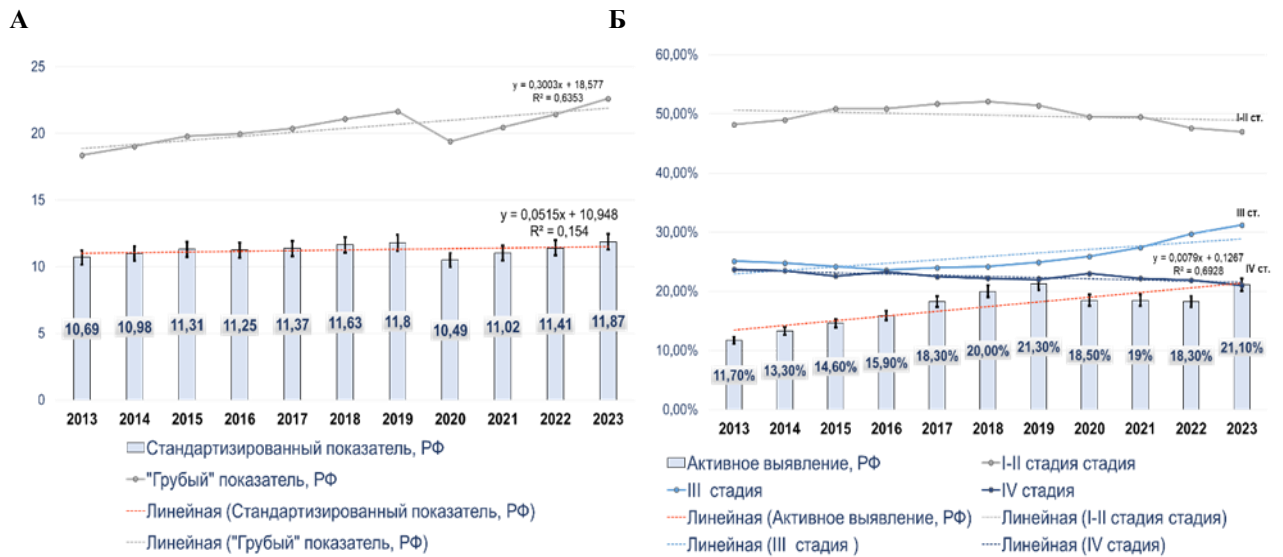 А
Б
25
20
15
10
5
0
y = 0,3003x + 18,577
R² = 0,6353
y = 0,0515x + 10,948
R² = 0,154
10,69
10,98
11,31
11,25
11,37
11,63
11,8
10,49
11,02
11,41
11,87
2013 2014 2015 2016 2017 2018 2019 2020 2021 2022 2023
Стандартизированный показатель, РФ
"Грубый" показатель, РФ
Линейная (Стандартизированный показатель, РФ)
Линейная ("Грубый" показатель, РФ)
60,00%
50,00%
40,00%
30,00%
20,00%
10,00%
0,00%
I-II ст.
III ст.
y = 0,0079x + 0,1267
R² = 0,6928
IV ст.
11,70%
13,30%
14,60%
15,90%
18,30%
20,00%
21,30%
18,50%
19%
18,30%
21,10%
2013 2014 2015 2016 2017 2018 2019 2020 2021 2022 2023
Активное выявление, РФ
I-II стадия стадия
III стадия
IV стадия
Линейная (Активное выявление, РФ)
Линейная (I-II стадия стадия)
Линейная (III стадия )
Линейная (IV стадия)